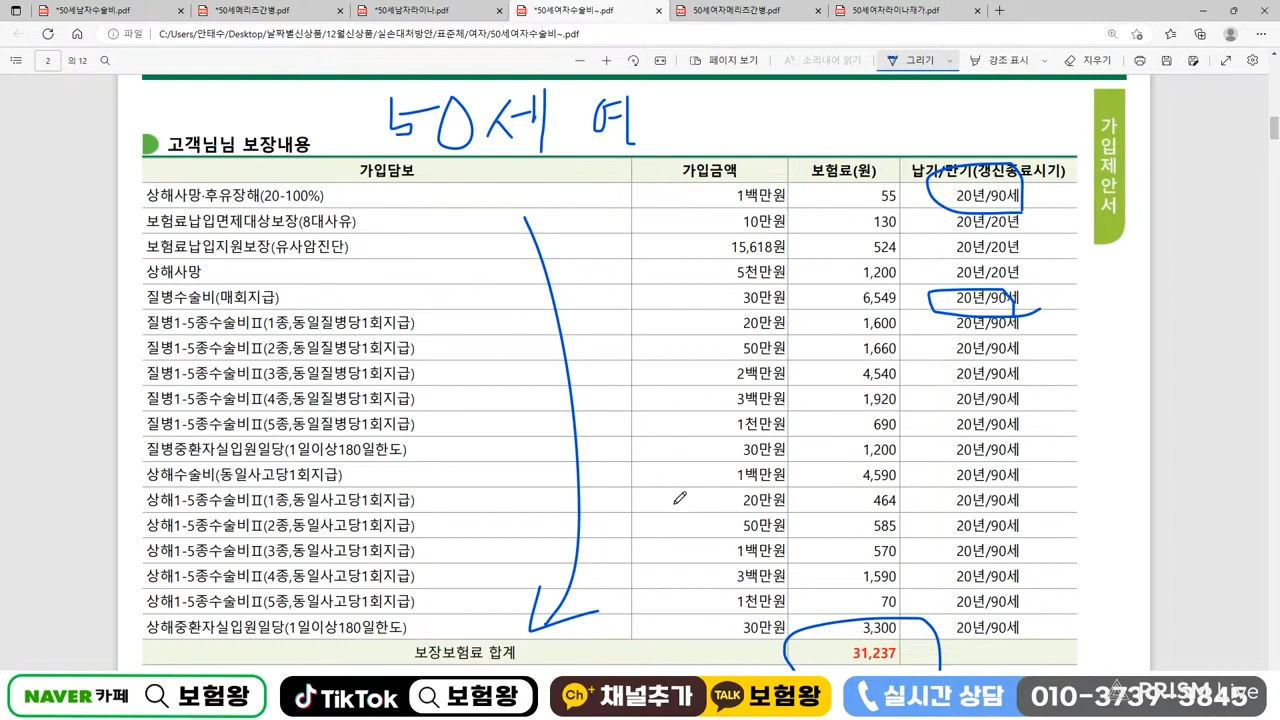 *50세남자수술비.pdf
*50세메리츠간병.pdf
*50세남자라이나.pdf
*50세여자수술비~.pdf
50세여자메리츠간병.pdf
50세여자라이나재가.pdf
파일 C:/Users/안태수/Desktop/날짜별신상품/12월신상품/실손대처방안/표준체/여자/50세여자수술비~.pdf
2 의 12 페이지 보기 소리내어 읽기 그리기 강조 표시 지우기
50세 여
가입제안서
고객님님 보장내용
가입담보 가입금액 보험료(원) 납기/만기(갱신종료시기)
상해사망·후유장해(20-100%) 1백만원 55 20년/90세
보험료납입면제대상보장(8대사유) 10만원 130 20년/20년
보험료납입지원보장(유사암진단) 15,618원 524 20년/20년
상해사망 5천만원 1,200 20년/20년
질병수술비(매회지급) 30만원 6,549 20년/90세
질병1-5종수술비Ⅱ(1종,동일질병당1회지급) 20만원 1,600 20년/90세
질병1-5종수술비Ⅱ(2종,동일질병당1회지급) 50만원 1,660 20년/90세
질병1-5종수술비Ⅱ(3종,동일질병당1회지급) 2백만원 4,540 20년/90세
질병1-5종수술비Ⅱ(4종,동일질병당1회지급) 3백만원 1,920 20년/90세
질병1-5종수술비Ⅱ(5종,동일질병당1회지급) 1천만원 690 20년/90세
질병중환자실입원일당(1일이상180일한도) 30만원 1,200 20년/90세
상해수술비(동일사고당1회지급) 1백만원 4,590 20년/90세
상해1-5종수술비Ⅱ(1종,동일사고당1회지급) 20만원 464 20년/90세
상해1-5종수술비Ⅱ(2종,동일사고당1회지급) 50만원 585 20년/90세
상해1-5종수술비Ⅱ(3종,동일사고당1회지급) 1백만원 570 20년/90세
상해1-5종수술비Ⅱ(4종,동일사고당1회지급) 3백만원 1,590 20년/90세
상해1-5종수술비Ⅱ(5종,동일사고당1회지급) 1천만원 70 20년/90세
상해중환자실입원일당(1일이상180일한도) 30만원 3,300 20년/90세
보장보험료 합계 31,237
NAVER 카페 보험왕 TikTok 보험왕 Ch+ 채널추가 TALK 보험왕 실시간 상담 010-3739-5845
PRISM Live